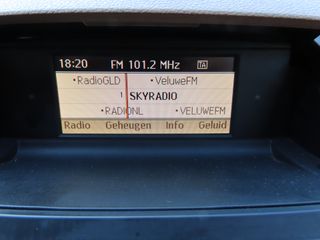 18:20 FM 101.2 MHz TA
•RadioGLD •VeluweFM
1 SKYRADIO
•RADIONL •VELUWEFM
Radio Geheugen Info Geluid